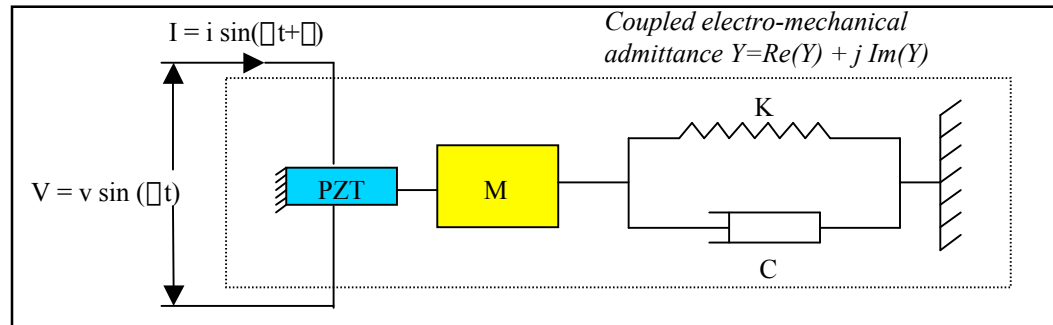 I = i sin(▯t+▯)
Coupled electro-mechanical
admittance Y=Re(Y) + j Im(Y)
K
V = v sin (▯t)
PZT
M
C